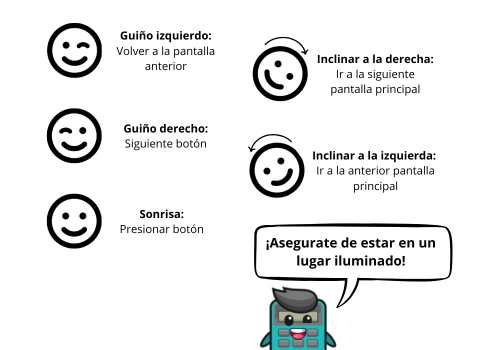 Guiño izquierdo:
Volver a la pantalla
anterior
Guiño derecho:
Siguiente botón
Sonrisa:
Presionar botón
Inclinar a la derecha:
Ir a la siguiente
pantalla principal
Inclinar a la izquierda:
Ir a la anterior pantalla
principal
¡Asegurate de estar en un
lugar iluminado!